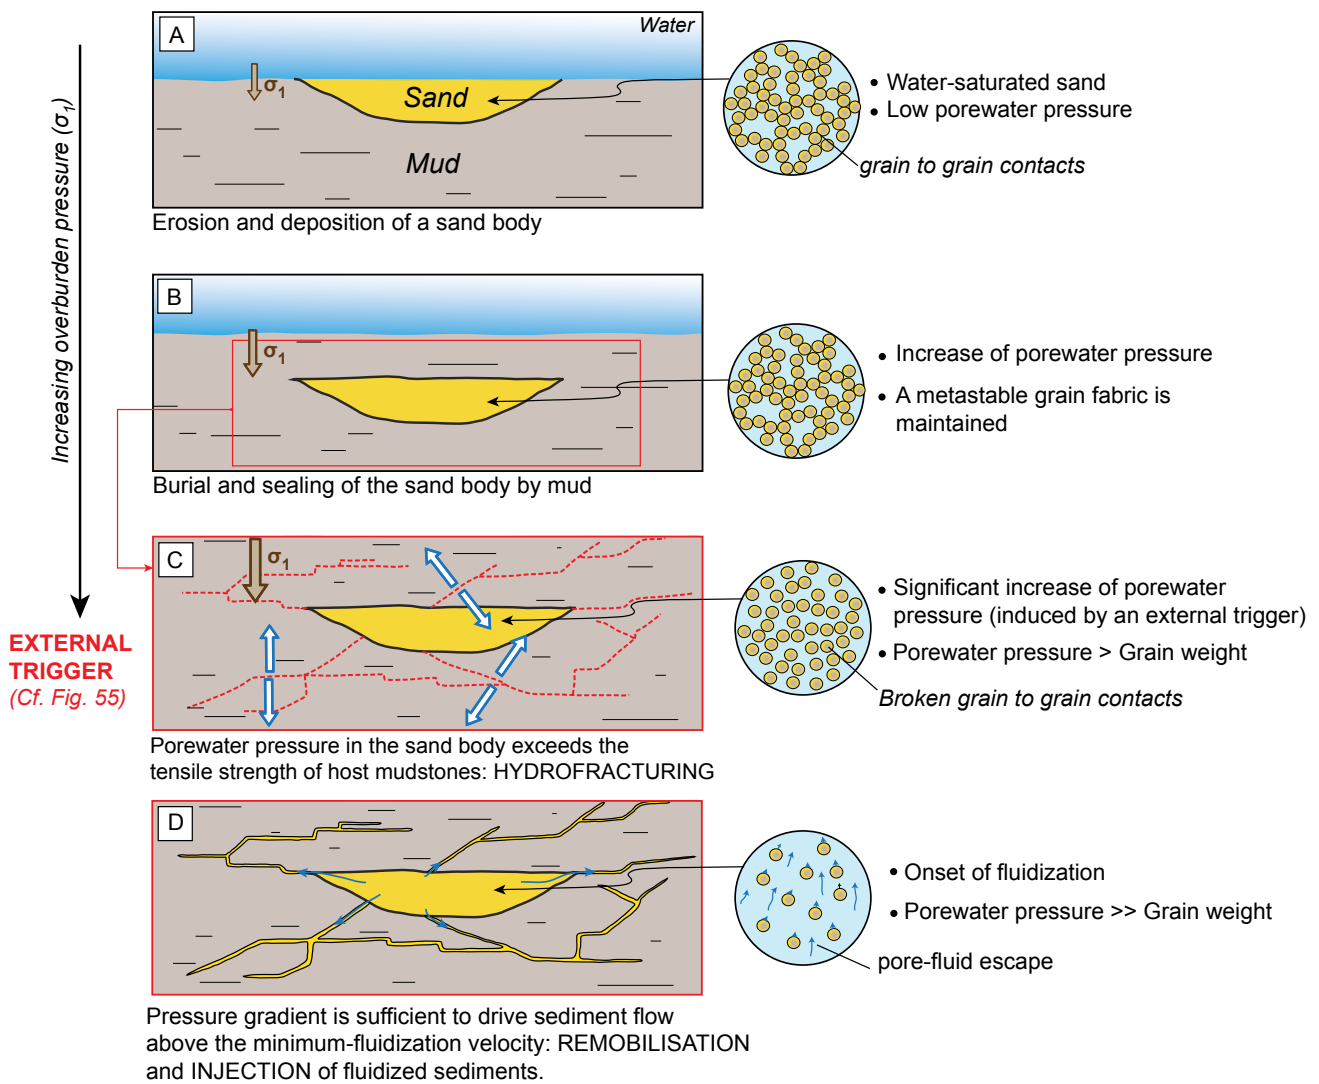 A
Water
σ1
Sand
Mud
Erosion and deposition of a sand body
• Water-saturated sand
• Low porewater pressure
grain to grain contacts
Increasing overburden pressure (σ1)
B
σ1
Burial and sealing of the sand body by mud
• Increase of porewater pressure
• A metastable grain fabric is
maintained
EXTERNAL
TRIGGER
(Cf. Fig. 55)
C
σ1
Porewater pressure in the sand body exceeds the
tensile strength of host mudstones: HYDROFRACTURING
• Significant increase of porewater
pressure (induced by an external trigger)
• Porewater pressure > Grain weight
Broken grain to grain contacts
D
Pressure gradient is sufficient to drive sediment flow
above the minimum-fluidization velocity: REMOBILISATION
and INJECTION of fluidized sediments.
• Onset of fluidization
• Porewater pressure >> Grain weight
pore-fluid escape